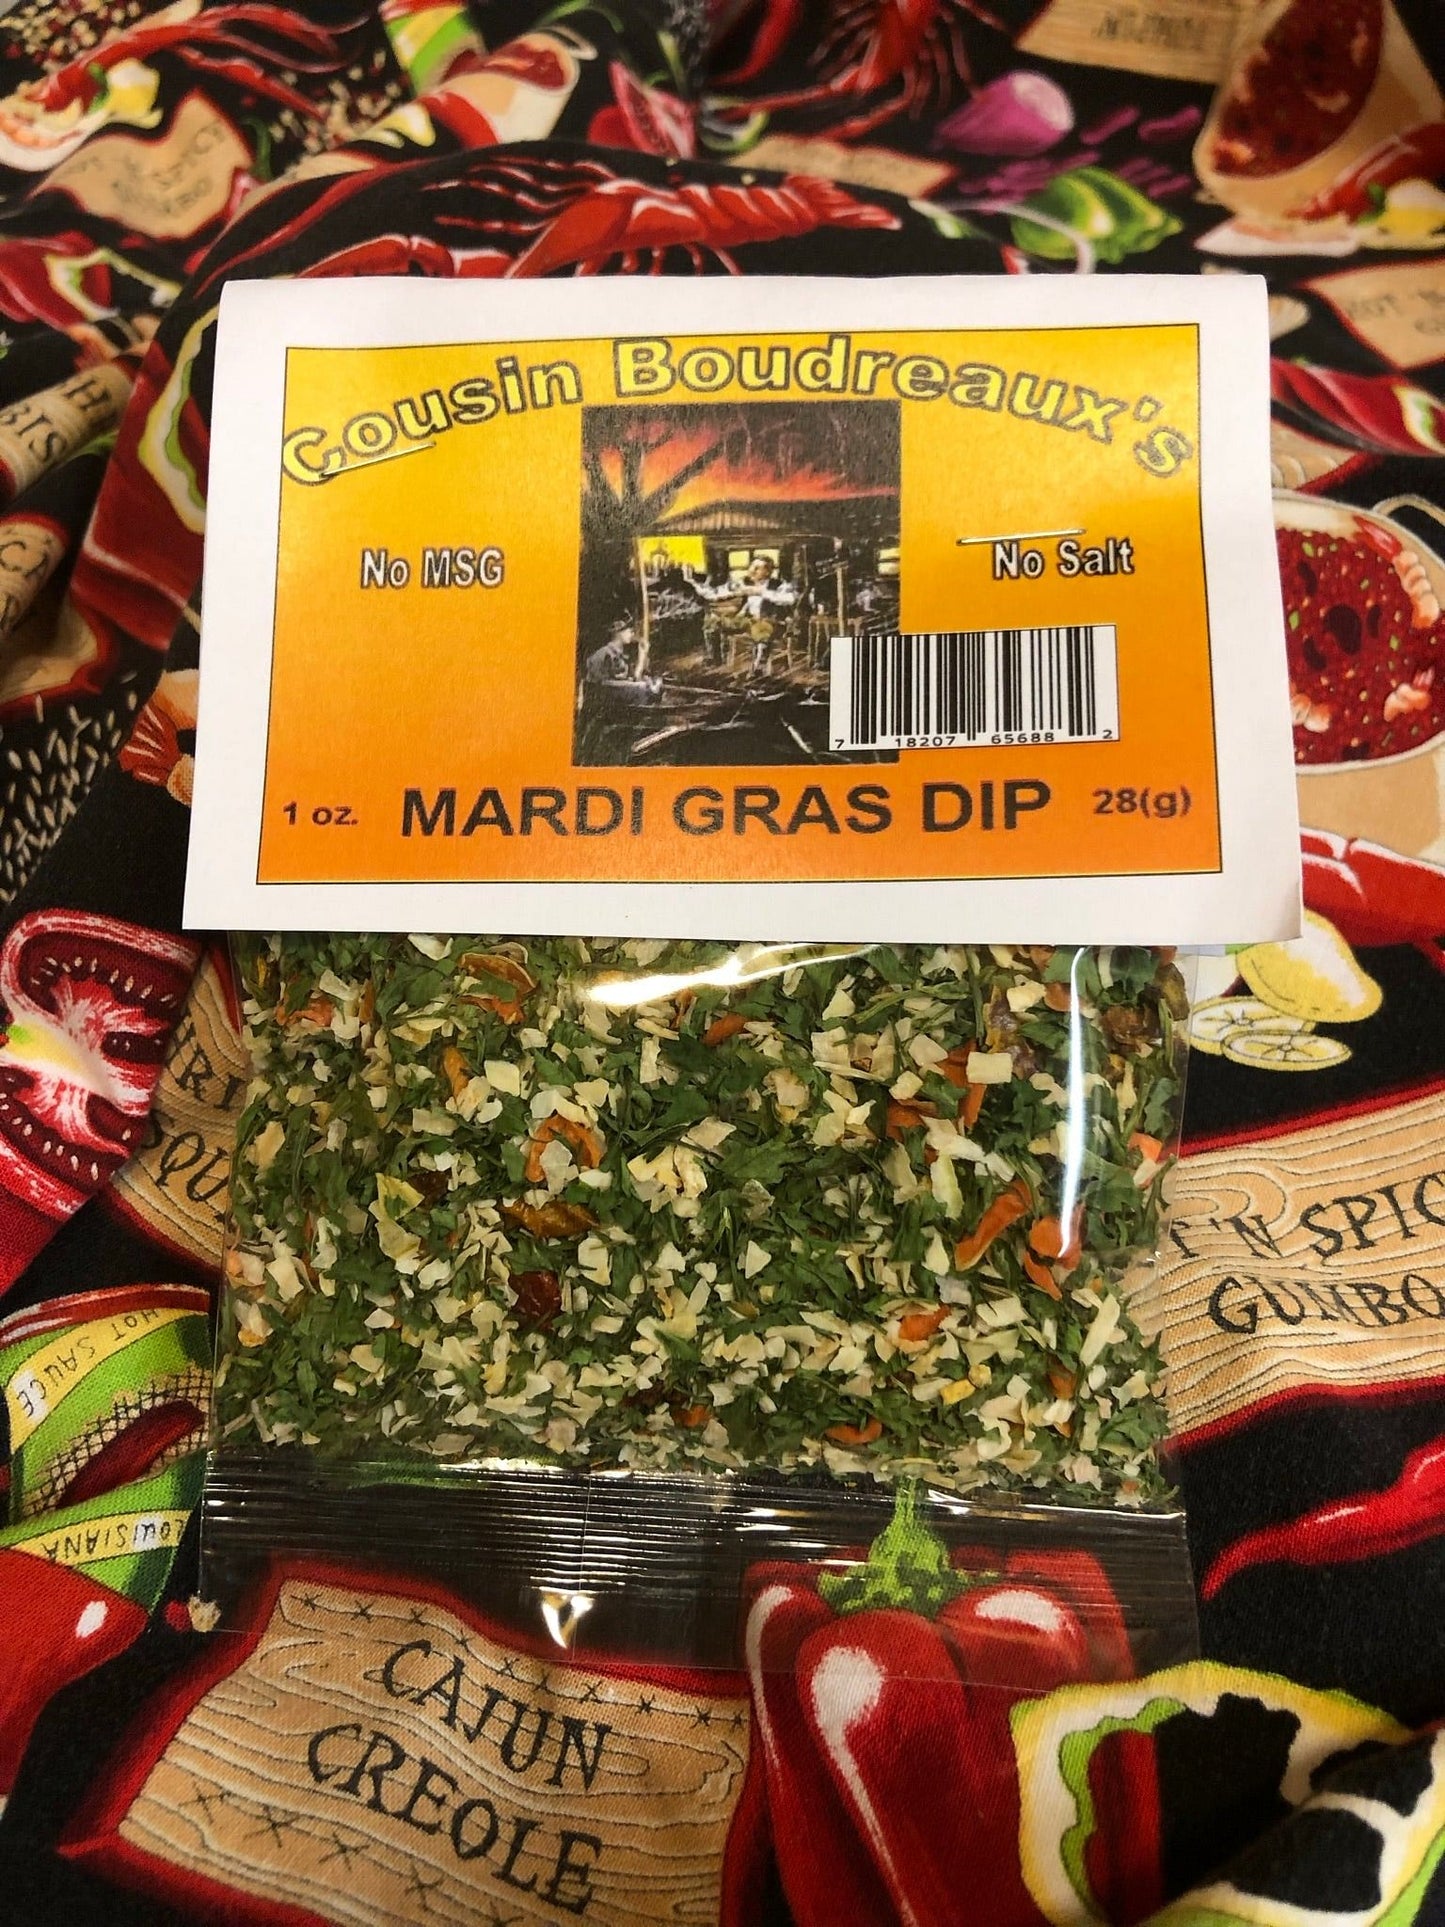 Cousin Boudreaux's
No MSG
No Salt
7 18207 65688 2
1 oz. MARDI GRAS DIP 28(g)
'N SPIC
GUMBO
HOT SAUCE
LOUISIANA
CAJUN
CREOLE